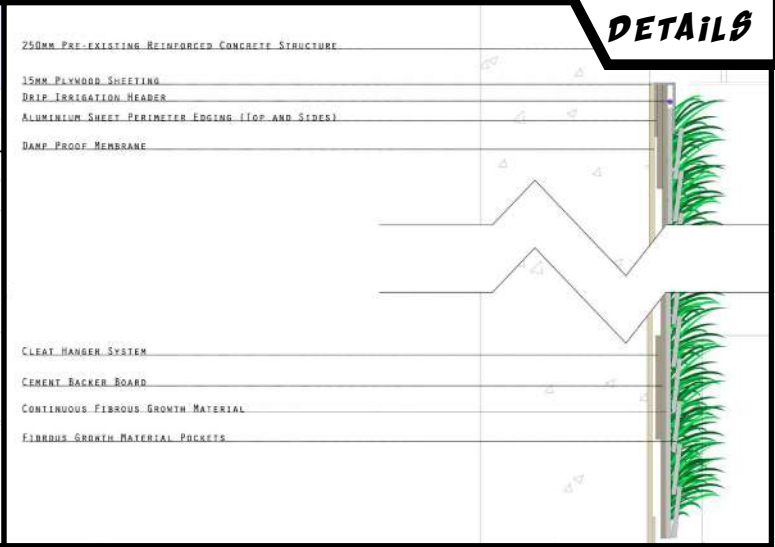 DETAILS
250MM PRE-EXISTING REINFORCED CONCRETE STRUCTURE
15MM PLYWOOD SHEETING
DRIP IRRIGATION HEADER
ALUMINIUM SHEET PERIMETER EDGING (TOP AND SIDES)
DAMP PROOF MEMBRANE
CLEAT HANGER SYSTEM
CEMENT BACKER BOARD
CONTINUOUS FIBROUS GROWTH MATERIAL
FIBROUS GROWTH MATERIAL POCKETS